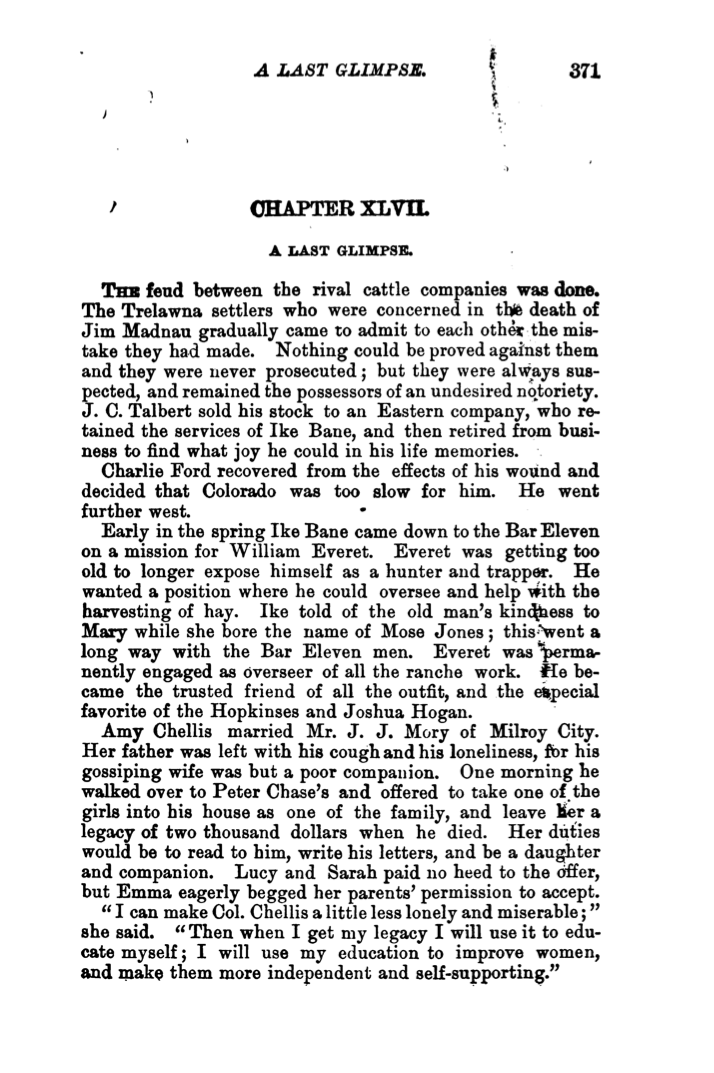 A LAST GLIMPSE. 371
CHAPTER XLVII.
A LAST GLIMPSE.
THE feud between the rival cattle companies was done.
The Trelawna settlers who were concerned in the death of
Jim Madnau gradually came to admit to each other the mis-
take they had made. Nothing could be proved against them
and they were never prosecuted; but they were always sus-
pected, and remained the possessors of an undesired notoriety.
J. C. Talbert sold his stock to an Eastern company, who re-
tained the services of Ike Bane, and then retired from busi-
ness to find what joy he could in his life memories.
Charlie Ford recovered from the effects of his wound and
decided that Colorado was too slow for him. He went
further west.
Early in the spring Ike Bane came down to the Bar Eleven
on a mission for William Everet. Everet was getting too
old to longer expose himself as a hunter and trapper. He
wanted a position where he could oversee and help with the
harvesting of hay. Ike told of the old man's kindness to
Mary while she bore the name of Mose Jones; this went a
long way with the Bar Eleven men. Everet was perma-
nently engaged as overseer of all the ranche work. He be-
came the trusted friend of all the outfit, and the especial
favorite of the Hopkinses and Joshua Hogan.
Amy Chellis married Mr. J. J. Mory of Milroy City.
Her father was left with his cough and his loneliness, for his
gossiping wife was but a poor companion. One morning he
walked over to Peter Chase's and offered to take one of the
girls into his house as one of the family, and leave her a
legacy of two thousand dollars when he died. Her duties
would be to read to him, write his letters, and be a daughter
and companion. Lucy and Sarah paid no heed to the offer,
but Emma eagerly begged her parents' permission to accept.
"I can make Col. Chellis a little less lonely and miserable;"
she said. "Then when I get my legacy I will use it to edu-
cate myself; I will use my education to improve women,
and make them more independent and self-supporting."